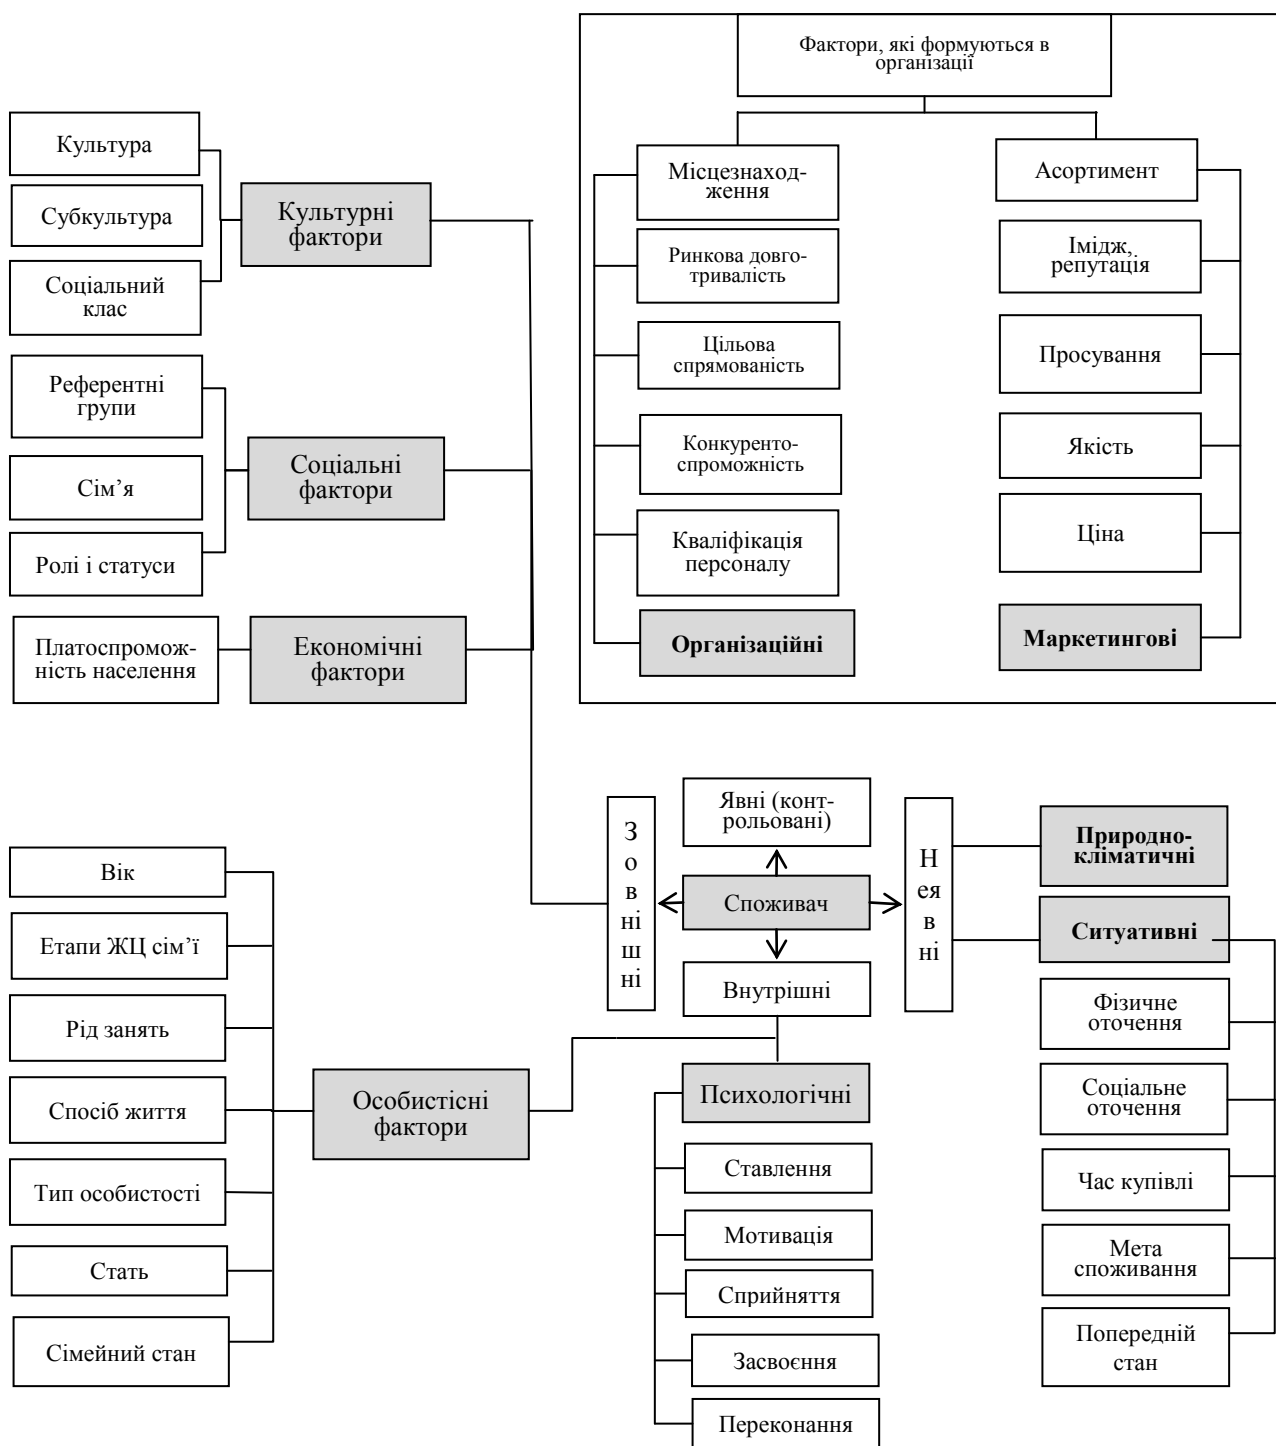 Фактори, які формуються в
організації
Культура
Субкультура
Соціальний
клас
Культурні
фактори
Референтні
групи
Сім’я
Ролі і статуси
Соціальні
фактори
Платоспромож-
ність населення
Економічні
фактори
Місцезнаход-
ження
Ринкова довго-
тривалість
Цільова
спрямованість
Конкуренто-
спроможність
Кваліфікація
персоналу
Організаційні
Асортимент
Імідж,
репутація
Просування
Якість
Ціна
Маркетингові
З
о
в
ні
ш
ні
Явні (конт-
рольовані)
Споживач
Внутрішні
Н
ея
в
ні
Природно-
кліматичні
Ситуативні
Фізичне
оточення
Соціальне
оточення
Час купівлі
Мета
споживання
Попередній
стан
Вік
Етапи ЖЦ сім’ї
Рід занять
Спосіб життя
Тип особистості
Стать
Сімейний стан
Особистісні
фактори
Психологічні
Ставлення
Мотивація
Сприйняття
Засвоєння
Переконання